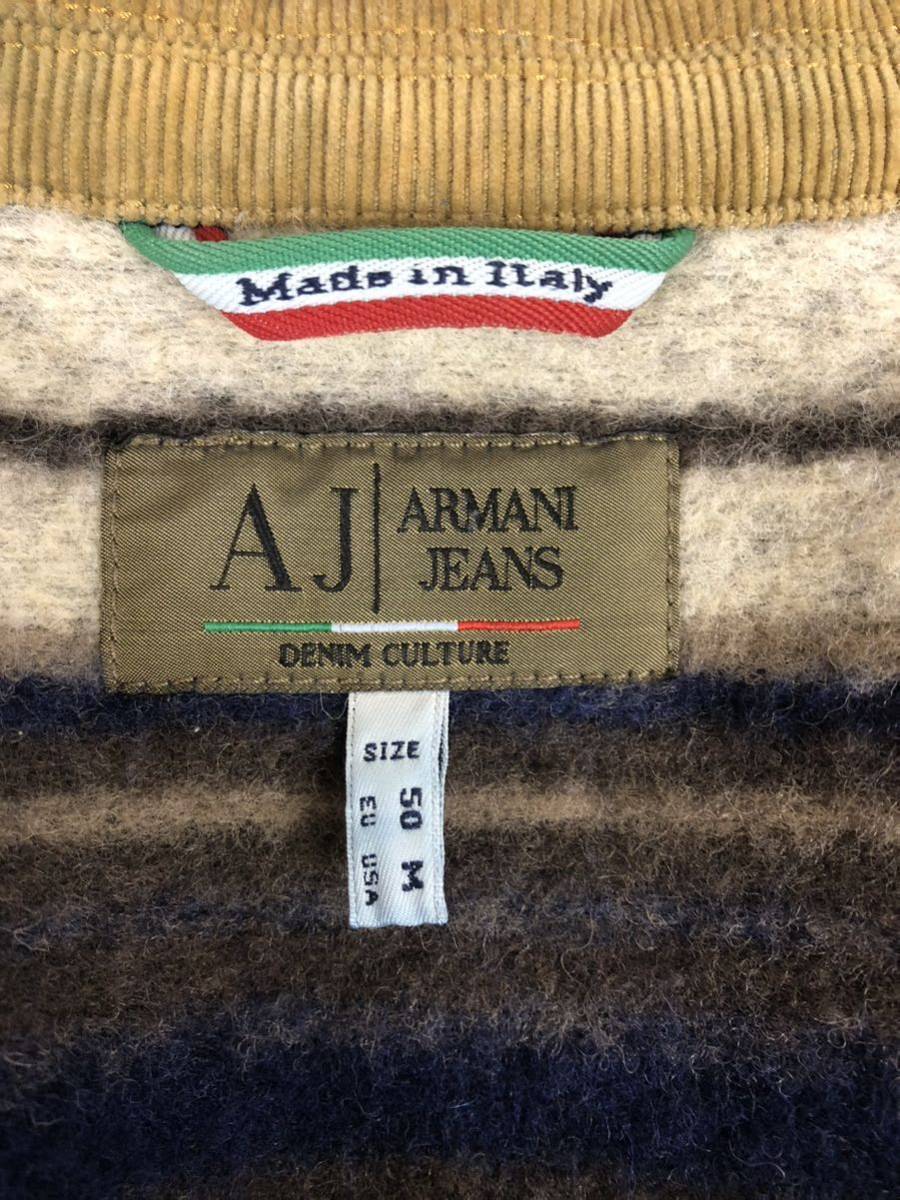 Made in Italy
AJ
ARMANI
JEANS
DENIM CULTURE
SIZE
50 M
EU USA